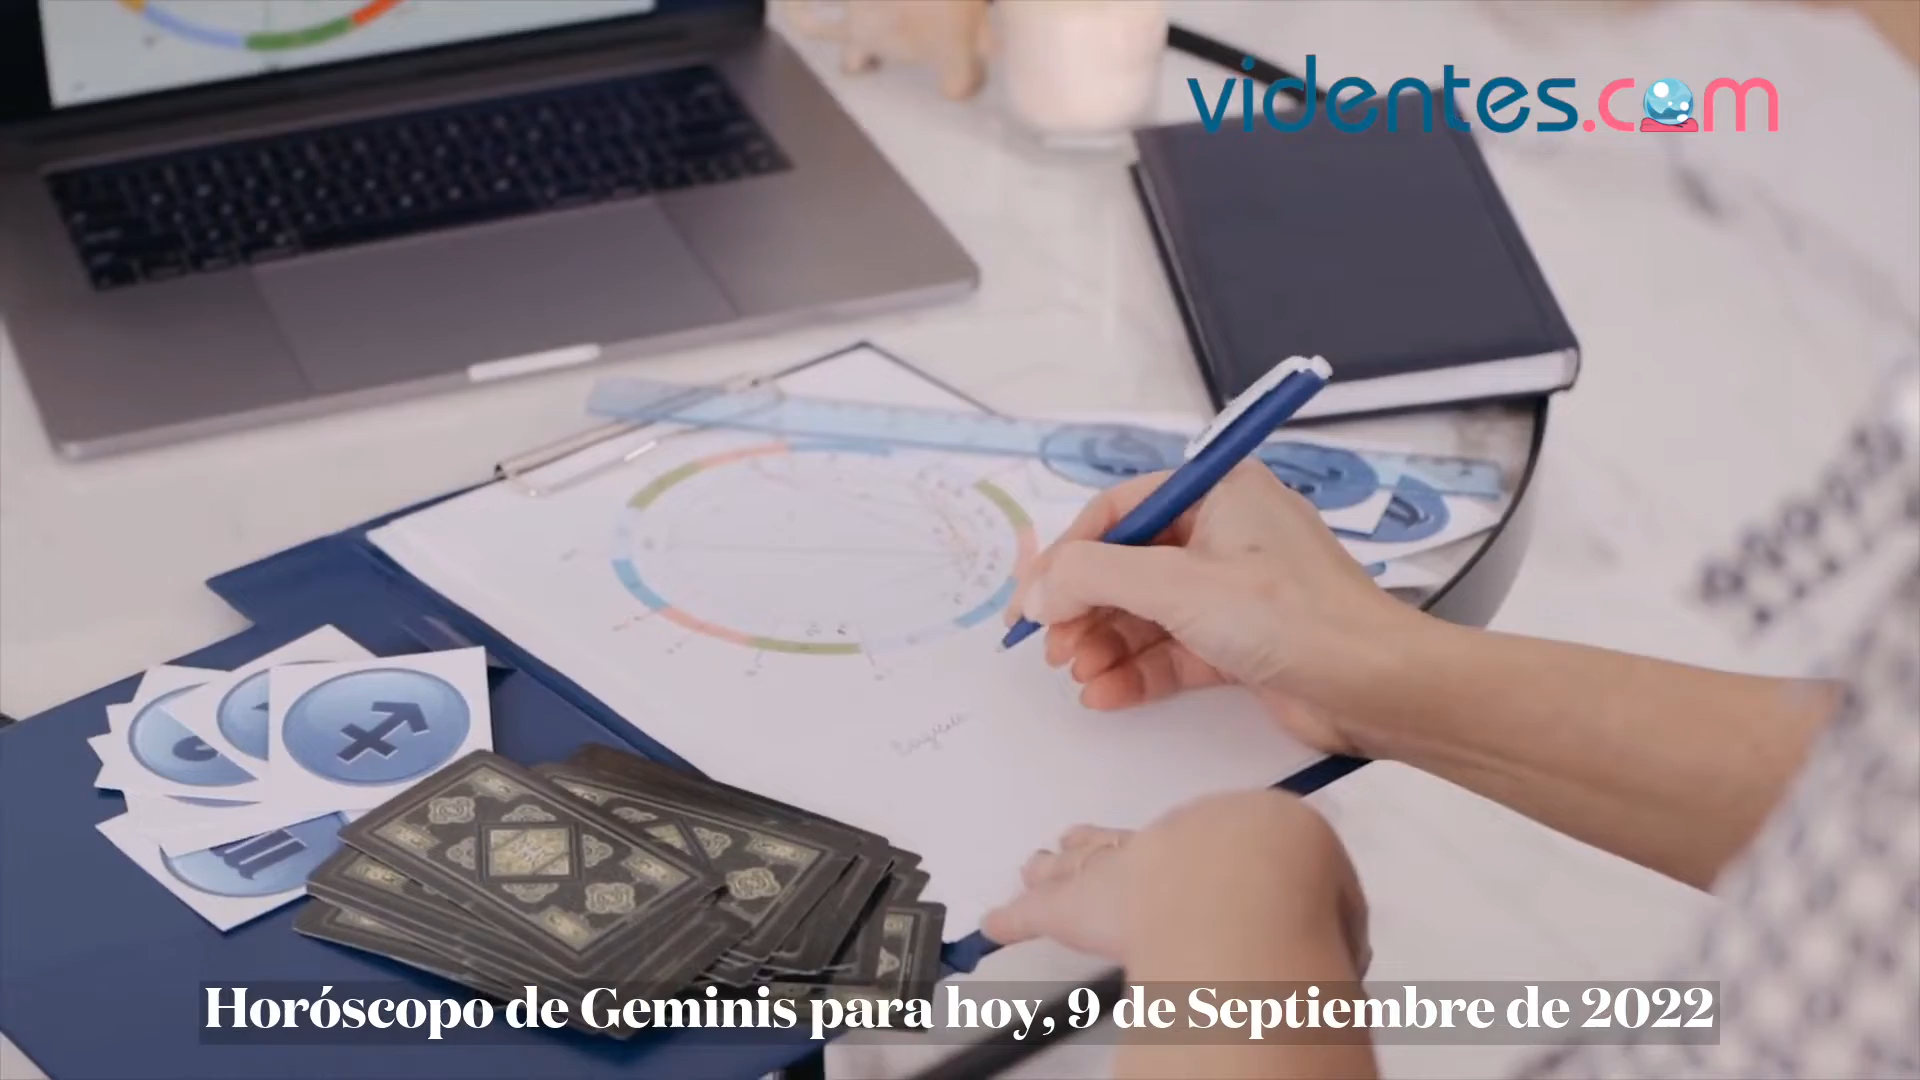 videntes.com
Horóscopo de Geminis para hoy, 9 de Septiembre de 2022